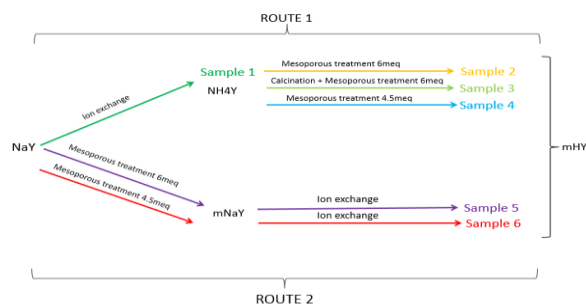 ROUTE 1
Sample 1
NH4Y
Mesoporous treatment 6meq
Sample 2
Calcination + Mesoporous treatment 6meq
Sample 3
Mesoporous treatment 4.5meq
Sample 4
Ion exchange
NaY
mHY
Mesoporous treatment 6meq
Mesoporous treatment 4.5meq
mNaY
Ion exchange
Sample 5
Ion exchange
Sample 6
ROUTE 2